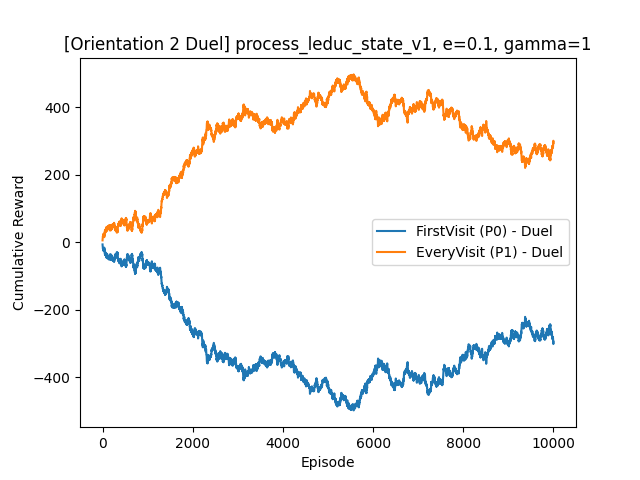 [Orientation 2 Duel] process_leduc_state_v1, e=0.1, gamma=1
Cumulative Reward
400
200
0
−200
−400
FirstVisit (P0) - Duel
EveryVisit (P1) - Duel
0 2000 4000 6000 8000 10000
Episode